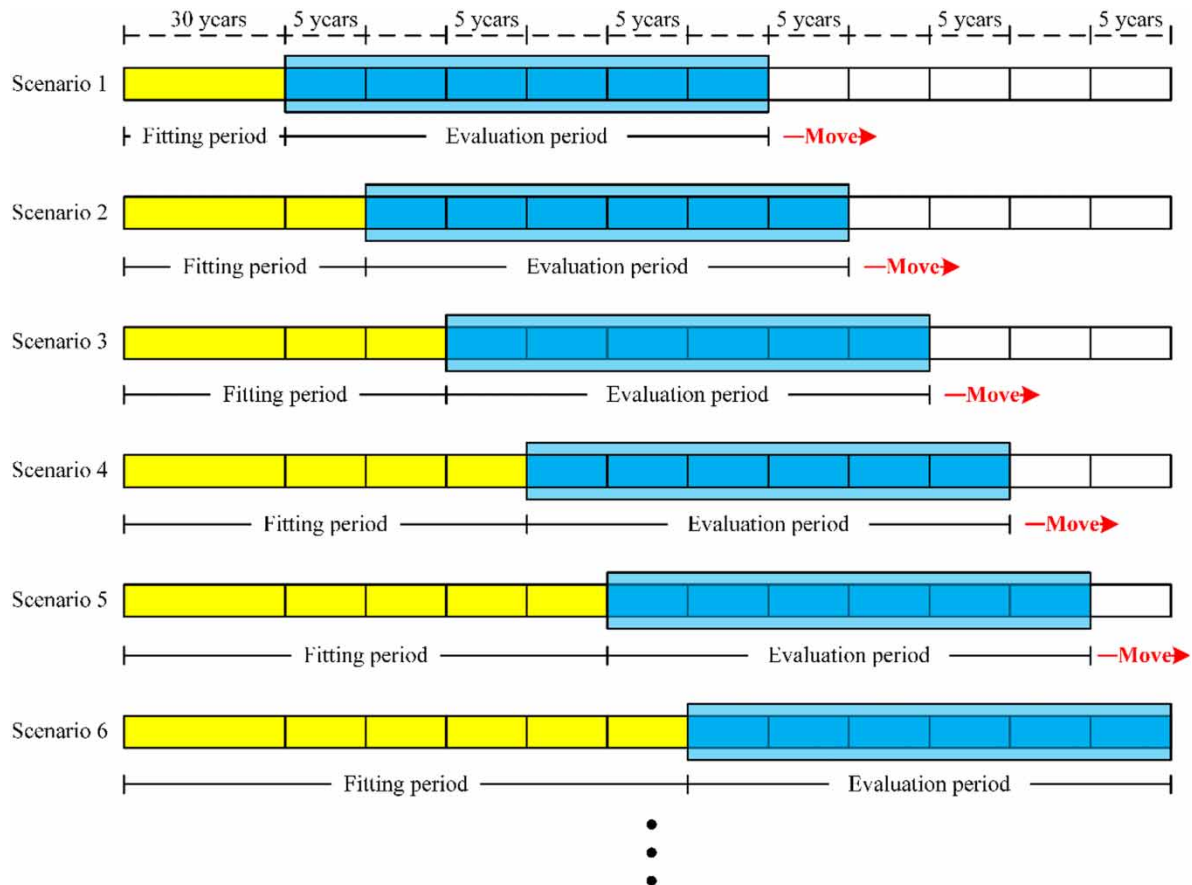 30 years 5 years 5 years 5 years 5 years 5 years 5 years
Scenario 1
Fitting period Evaluation period Move
Scenario 2
Fitting period Evaluation period Move
Scenario 3
Fitting period Evaluation period Move
Scenario 4
Fitting period Evaluation period Move
Scenario 5
Fitting period Evaluation period Move
Scenario 6
Fitting period Evaluation period